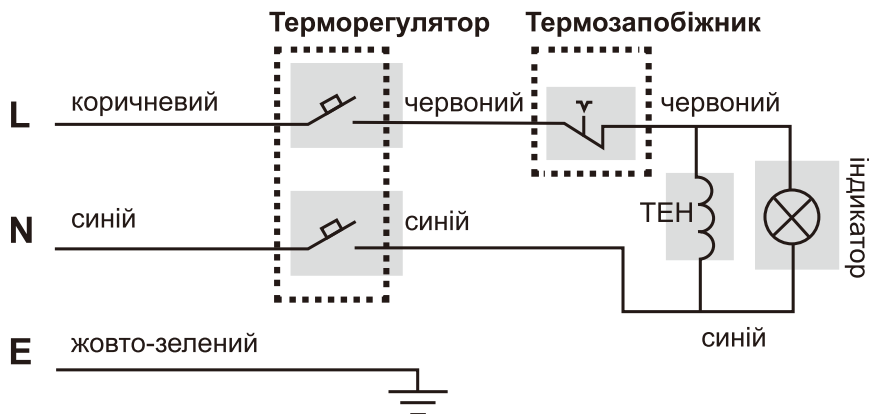 Терморегулятор
Термозапобіжник
L
коричневий
червоний
червоний
індикатор
N
синій
синій
ТЕН
синій
E
жовто-зелений